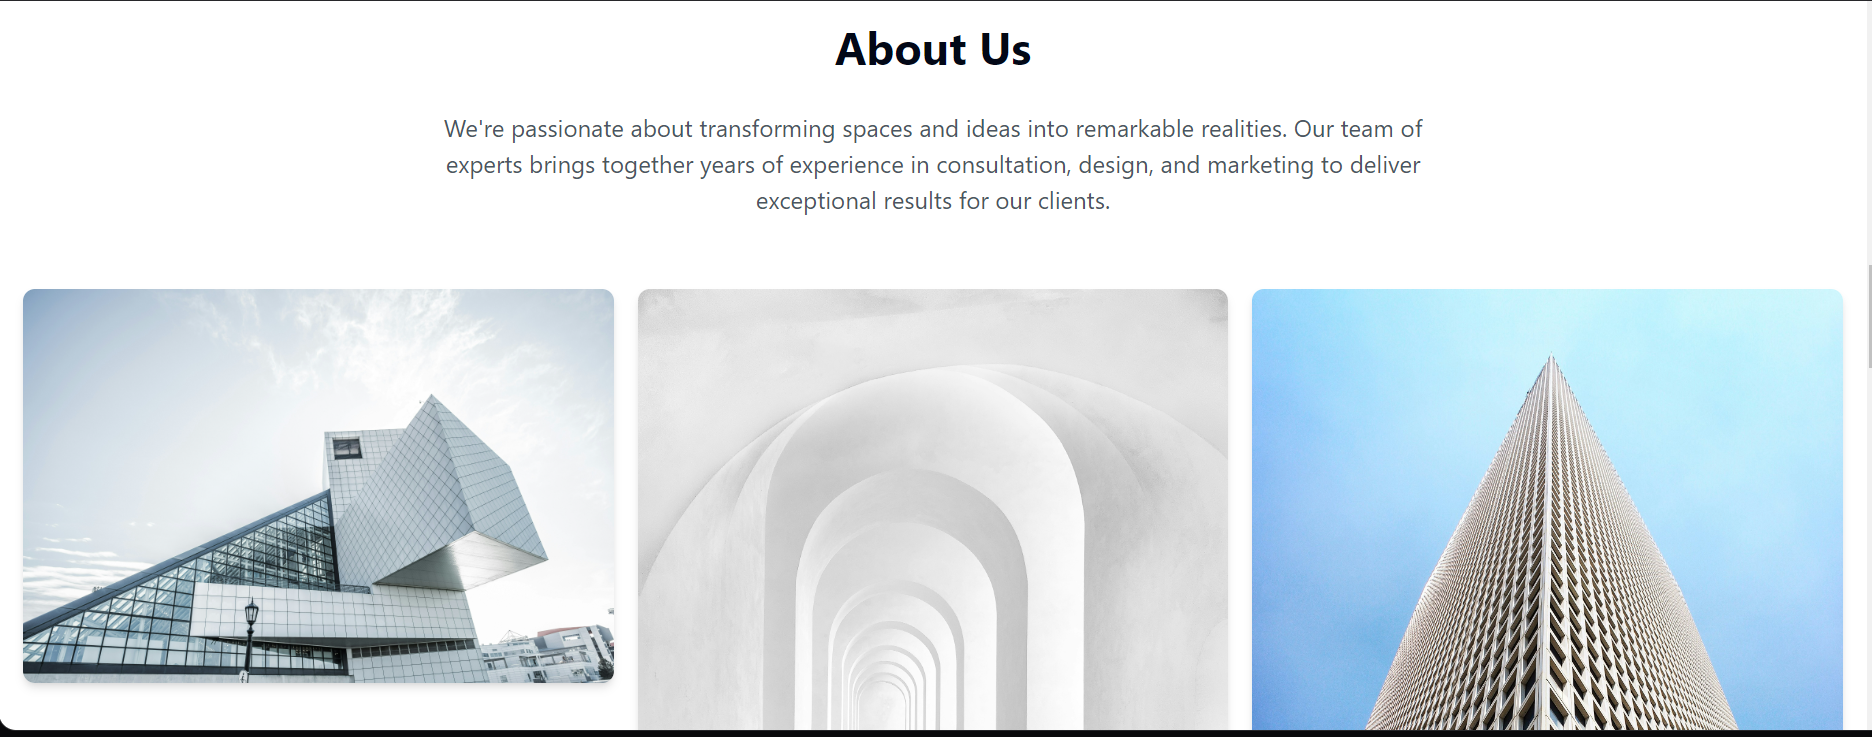 About Us
We're passionate about transforming spaces and ideas into remarkable realities. Our team of
experts brings together years of experience in consultation, design, and marketing to deliver
exceptional results for our clients.